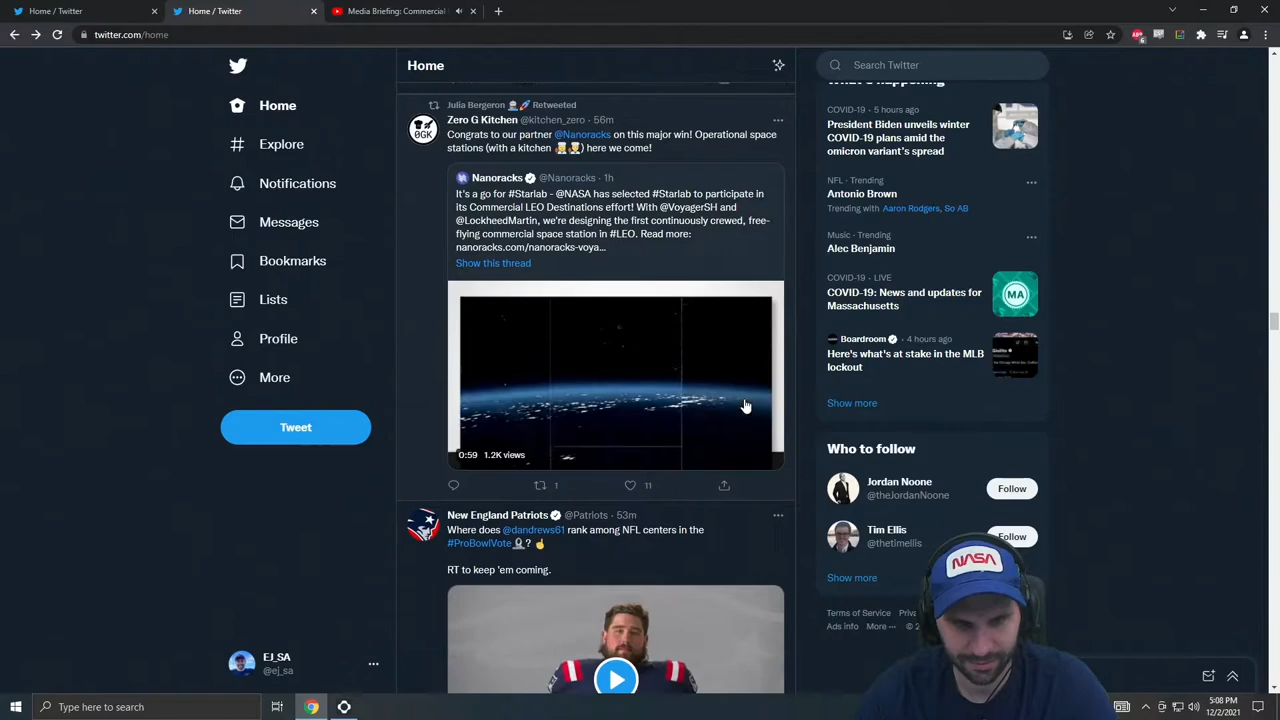 Home / Twitter
Home / Twitter
Media Briefing: Commercial
twitter.com/home
6
Home
Explore
Notifications
Messages
Bookmarks
Lists
Profile
More
Tweet
EJ_SA
@ej_sa
Home
Julia Bergeron 👩🏻‍🚀🚀 Retweeted
0GK
Zero G Kitchen @kitchen_zero · 56m
Congrats to our partner @Nanoracks on this major win! Operational space
stations (with a kitchen 👩‍🍳👨‍🍳) here we come!
Nanoracks @Nanoracks · 1h
It's a go for #Starlab - @NASA has selected #Starlab to participate in
its Commercial LEO Destinations effort! With @VoyagerSH and
@LockheedMartin, we're designing the first continuously crewed, free-
flying commercial space station in #LEO. Read more:
nanoracks.com/nanoracks-voya...
Show this thread
0:59 1.2K views
1
11
New England Patriots @Patriots · 53m
Where does @dandrews61 rank among NFL centers in the
#ProBowlVote? ☝️
RT to keep 'em coming.
Search Twitter
What's happening
COVID-19 · 5 hours ago
President Biden unveils winter
COVID-19 plans amid the
omicron variant's spread
NFL · Trending
Antonio Brown
Trending with Aaron Rodgers, So AB
Music · Trending
Alec Benjamin
COVID-19 · LIVE
COVID-19: News and updates for
Massachusetts
MA
Boardroom · 4 hours ago
Here's what's at stake in the MLB
lockout
Show more
Who to follow
Jordan Noone
@theJordanNoone
Follow
Tim Ellis
@thetimellis
Follow
Show more
Terms of Service
Ads info More ··· ©
NASA
Type here to search
5:08 PM
12/2/2021